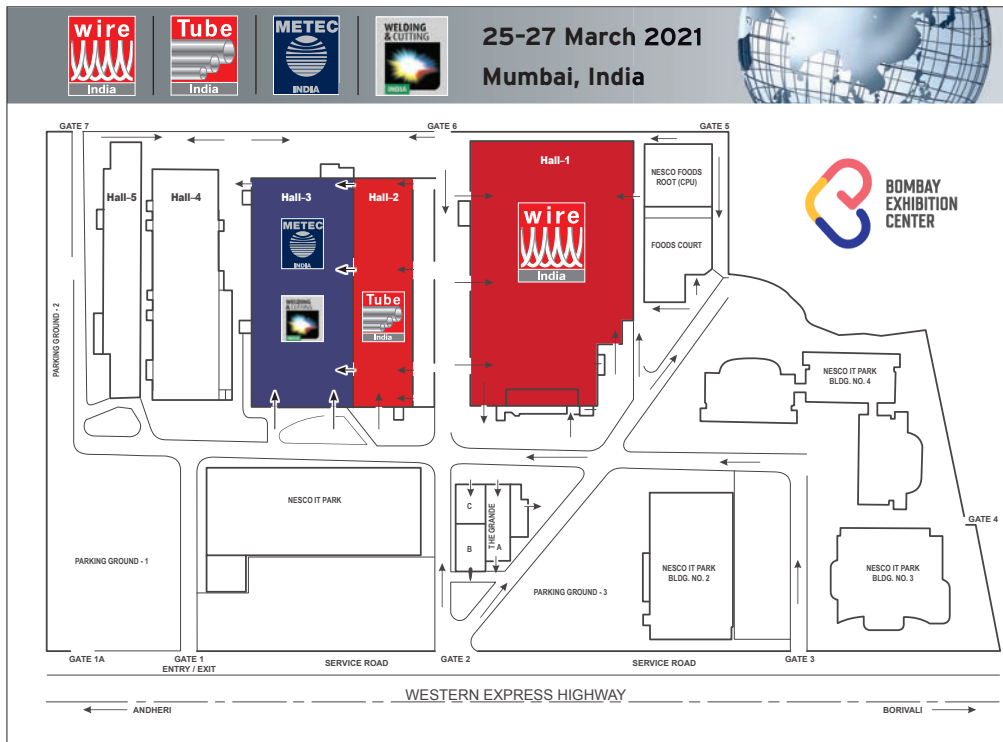 wire
India
Tube
India
METEC
INDIA
WELDING
& CUTTING
INDIA
25-27 March 2021
Mumbai, India
GATE 7
GATE 6
GATE 5
Hall-5
Hall-4
Hall-3
Hall-2
Hall-1
METEC
INDIA
WELDING
& CUTTING
INDIA
Tube
India
wire
India
NESCO FOODS
ROOT (CPU)
FOODS COURT
BOMBAY
EXHIBITION
CENTER
PARKING GROUND - 2
NESCO IT PARK
BLDG. NO. 4
NESCO IT PARK
C
B
THE GRANDE
A
GATE 4
PARKING GROUND - 1
PARKING GROUND - 3
NESCO IT PARK
BLDG. NO. 2
NESCO IT PARK
BLDG. NO. 3
GATE 1A
GATE 1
ENTRY / EXIT
SERVICE ROAD
GATE 2
SERVICE ROAD
GATE 3
WESTERN EXPRESS HIGHWAY
ANDHERI
BORIVALI